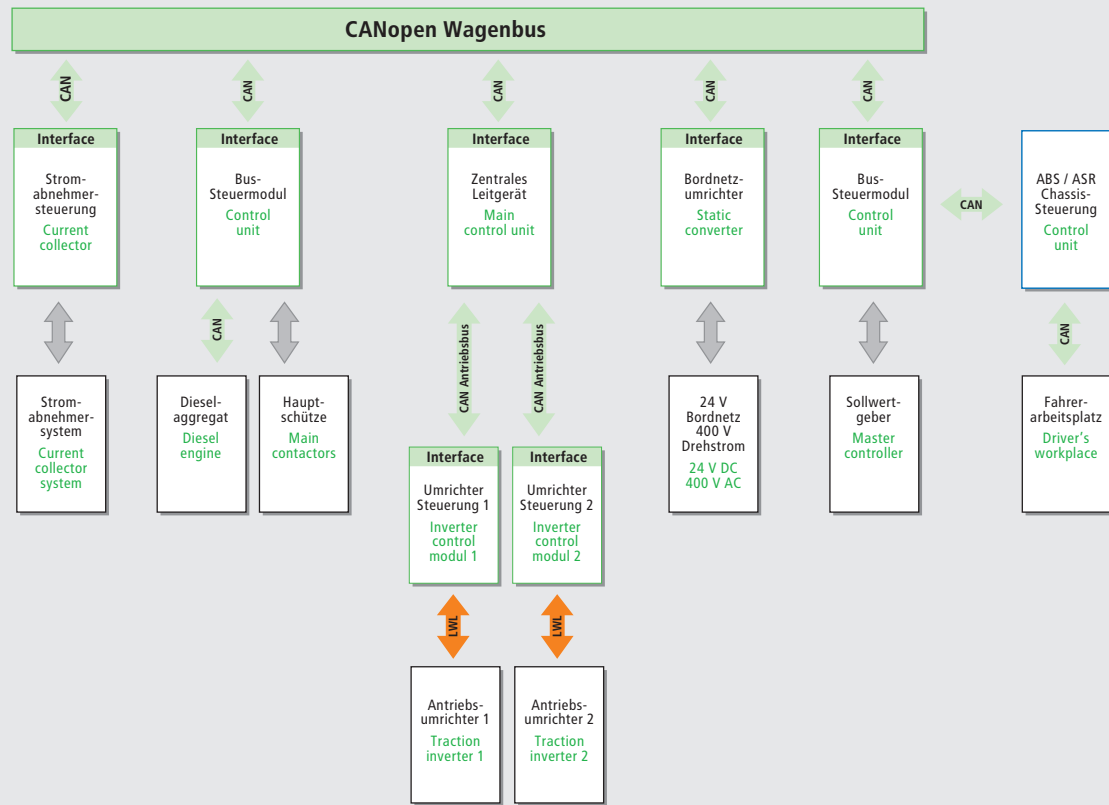 CANopen Wagenbus
CAN
CAN
CAN
CAN
CAN
Interface
Strom-
abnehmer-
steuerung
Current
collector
Interface
Bus-
Steuermodul
Control
unit
Interface
Zentrales
Leitgerät
Main
control unit
Interface
Bordnetz-
umrichter
Static
converter
Interface
Bus-
Steuermodul
Control
unit
CAN
ABS / ASR
Chassis-
Steuerung
Control
unit
CAN
CAN Antriebsbus
CAN Antriebsbus
CAN
Strom-
abnehmer-
system
Current
collector
system
Diesel-
aggregat
Diesel
engine
Haupt-
schütze
Main
contactors
24 V
Bordnetz
400 V
Drehstrom
24 V DC
400 V AC
Sollwert-
geber
Master
controller
Fahrer-
arbeitsplatz
Driver's
workplace
Interface
Umrichter
Steuerung 1
Inverter
control
modul 1
Interface
Umrichter
Steuerung 2
Inverter
control
modul 2
LWL
LWL
Antriebs-
umrichter 1
Traction
inverter 1
Antriebs-
umrichter 2
Traction
inverter 2